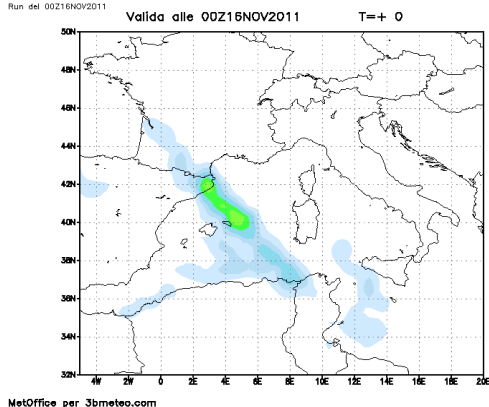 Run del 00Z16NOV2011
Valida alle 00Z16NOV2011 T=+ 0
50N
48N
46N
44N
42N
40N
38N
36N
34N
32N
4W 2W 0 2E 4E 6E 8E 10E 12E 14E 16E 18E 20E
MetOffice per 3bmeteo.com